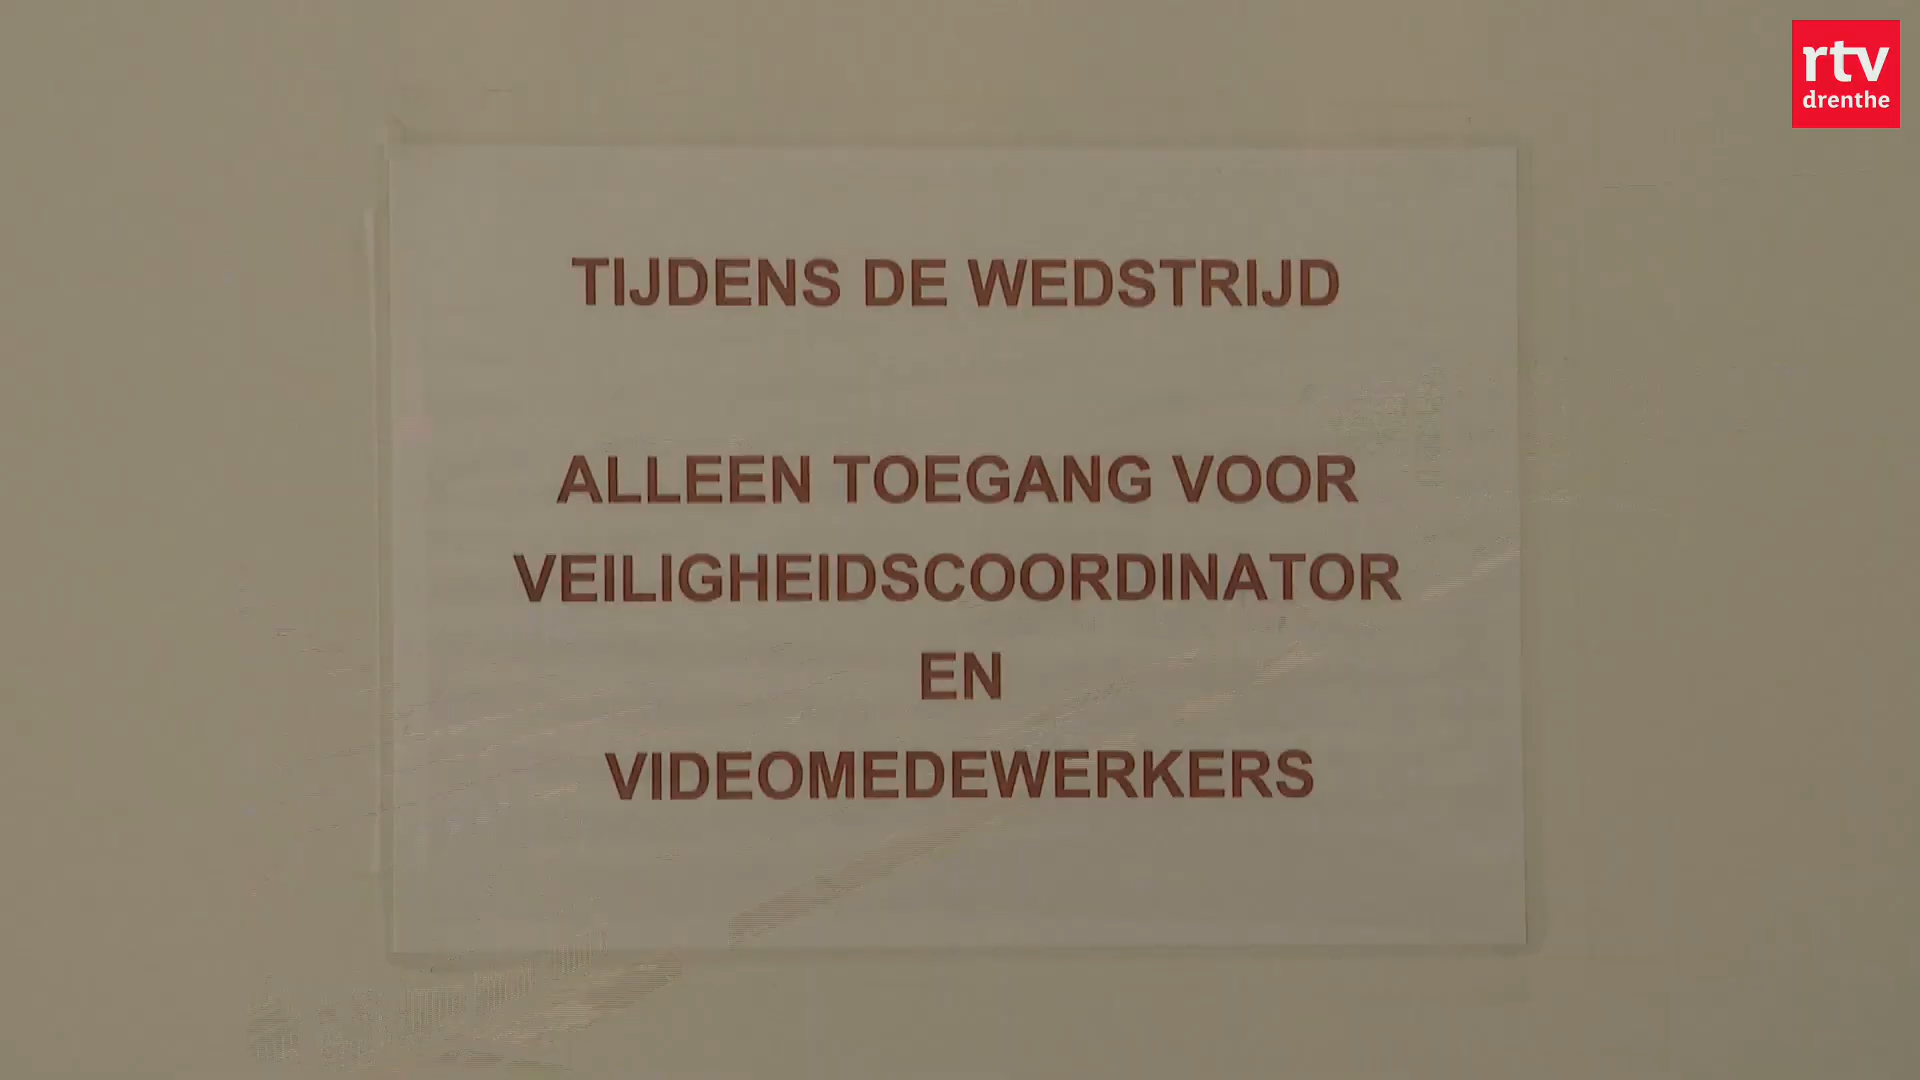 rtv
drenthe
TIJDENS DE WEDSTRIJD
ALLEEN TOEGANG VOOR
VEILIGHEIDSCOORDINATOR
EN
VIDEOMEDEWERKERS